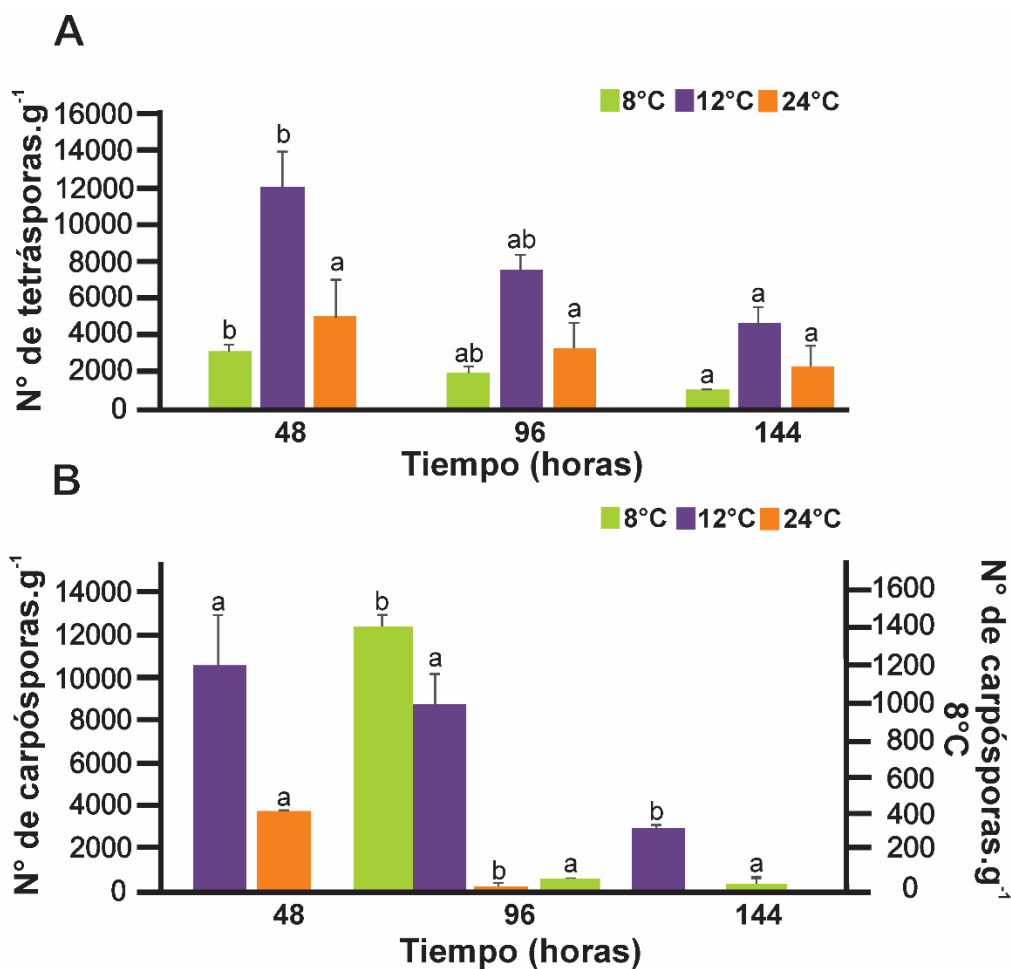 A
8°C 12°C 24°C
N° de tetrásporas.g⁻¹
16000
14000
12000
10000
8000
6000
4000
2000
0
b b a
ab ab a
a a a
48 96 144
Tiempo (horas)
B
8°C 12°C 24°C
N° de carpósporas.g⁻¹
14000
12000
10000
8000
6000
4000
2000
0
a a b a b a b a
1600
1400
1200
1000
800
600
400
200
0
N° de carpósporas.g⁻¹
8°C
48 96 144
Tiempo (horas)